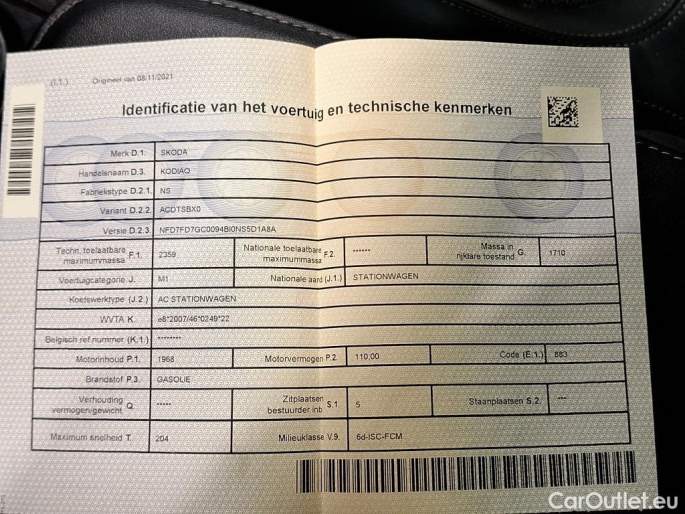 (I.1.) Origineel van 08/11/2021
Identificatie van het voertuig en technische kenmerken
Merk D.1. SKODA
Handelsnaam D.3. KODIAQ
Fabriekstype D.2.1. NS
Variant D.2.2. ACDTSBX0
Versie D.2.3. NFD7FD7GC0094BI0NS5D1A8A
Techn. toelaatbare maximummassa F.1. 2359 Nationale toelaatbare maximummassa F.2. ------ Massa in rijklare toestand G. 1710
Voertuigcategorie J. M1 Nationale aard (J.1.) STATIONWAGEN
Koetswerktype (J.2.) AC STATIONWAGEN
WVTA K. e8*2007/46*0249*22
Belgisch ref nummer (K.1.) --------
Motorinhoud P.1. 1968 Motorvermogen P.2. 110,00 Code (E.1.) 883
Brandstof P.3. GASOLIE
Verhouding vermogen/gewicht Q. ----- Zitplaatsen bestuurder inb. S.1. 5 Staanplaatsen S.2. ---
Maximum snelheid T. 204 Milieuklasse V.9. 6d-ISC-FCM
CarOutlet.eu